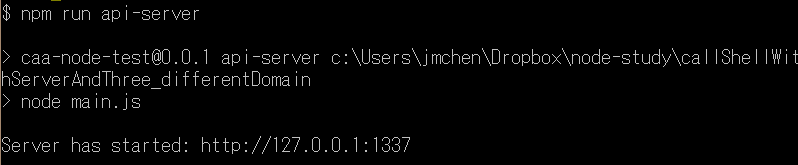 $ npm run api-server
> caa-node-test@0.0.1 api-server c:\Users\jmchen\Dropbox\node-study\callShellWit
hServerAndThree_differentDomain
> node main.js
Server has started: http://127.0.0.1:1337